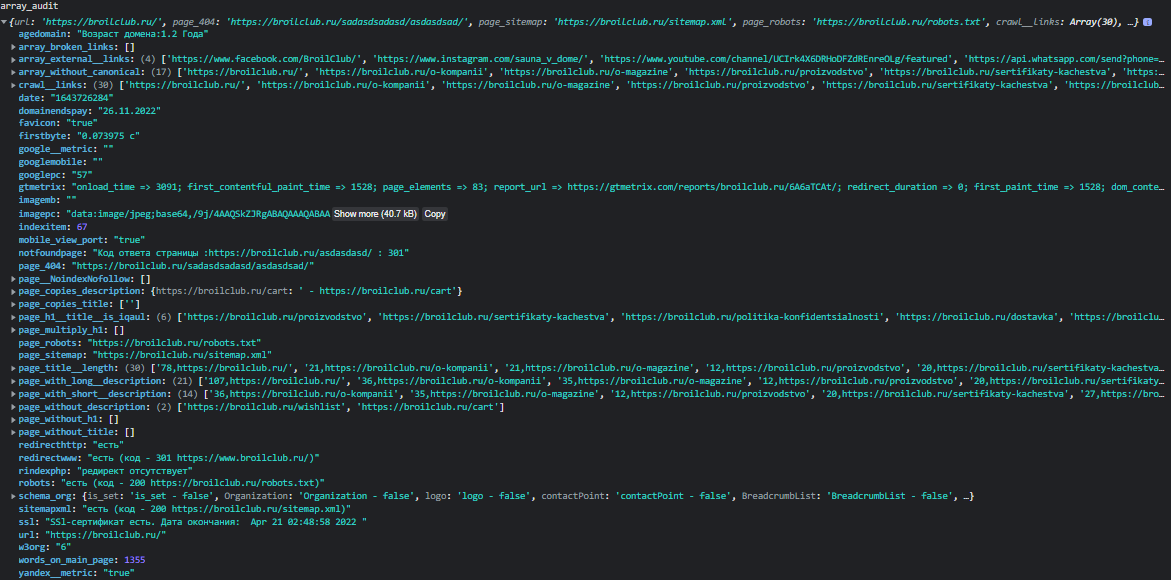 array_audit
{url: 'https://broilclub.ru/', page_404: 'https://broilclub.ru/sadasdsadasd/asdasdsad/', page_sitemap: 'https://broilclub.ru/sitemap.xml', page_robots: 'https://broilclub.ru/robots.txt', crawl__links: Array(30), …}
agedomain: "Возраст домена:1.2 Года"
array_broken_links: []
array_external__links: (4) ['https://www.facebook.com/BroilClub/', 'https://www.instagram.com/sauna_v_dome/', 'https://www.youtube.com/channel/UCIrk4X6DRHoDFZdREnreOLg/featured', 'https://api.whatsapp.com/send?phone=…
array_without_canonical: (17) ['https://broilclub.ru/', 'https://broilclub.ru/o-kompanii', 'https://broilclub.ru/o-magazine', 'https://broilclub.ru/proizvodstvo', 'https://broilclub.ru/sertifikaty-kachestva', 'https:…
crawl__links: (30) ['https://broilclub.ru/', 'https://broilclub.ru/o-kompanii', 'https://broilclub.ru/o-magazine', 'https://broilclub.ru/proizvodstvo', 'https://broilclub.ru/sertifikaty-kachestva', 'https://broilclub…
date: "1643726284"
domainendspay: "26.11.2022"
favicon: "true"
firstbyte: "0.073975 с"
google__metric: ""
googlemobile: ""
googlepc: "57"
gtmetrix: "onload_time => 3091; first_contentful_paint_time => 1528; page_elements => 83; report_url => https://gtmetrix.com/reports/broilclub.ru/6A6aTCAt/; redirect_duration => 0; first_paint_time => 1528; dom_conte…
imagemb: ""
imagepc: "data:image/jpeg;base64,/9j/4AAQSkZJRgABAQAAAQABAA Show more (40.7 kB) Copy
indexitem: 67
mobile_view_port: "true"
notfoundpage: "Код ответа страницы :https://broilclub.ru/asdasdasd/ : 301"
page_404: "https://broilclub.ru/sadasdsadasd/asdasdsad/"
page__NoindexNofollow: []
page_copies_description: {https://broilclub.ru/cart: ' - https://broilclub.ru/cart'}
page_copies_title: ['']
page_h1__title__is_iqaul: (6) ['https://broilclub.ru/proizvodstvo', 'https://broilclub.ru/sertifikaty-kachestva', 'https://broilclub.ru/politika-konfidentsialnosti', 'https://broilclub.ru/dostavka', 'https://broilclu…
page_multiply_h1: []
page_robots: "https://broilclub.ru/robots.txt"
page_sitemap: "https://broilclub.ru/sitemap.xml"
page_title__length: (30) ['78,https://broilclub.ru/', '21,https://broilclub.ru/o-kompanii', '21,https://broilclub.ru/o-magazine', '12,https://broilclub.ru/proizvodstvo', '20,https://broilclub.ru/sertifikaty-kachestva…
page_with_long__description: (21) ['107,https://broilclub.ru/', '36,https://broilclub.ru/o-kompanii', '35,https://broilclub.ru/o-magazine', '12,https://broilclub.ru/proizvodstvo', '20,https://broilclub.ru/sertifikaty…
page_with_short__description: (14) ['36,https://broilclub.ru/o-kompanii', '35,https://broilclub.ru/o-magazine', '12,https://broilclub.ru/proizvodstvo', '20,https://broilclub.ru/sertifikaty-kachestva', '27,https://bro…
page_without_description: (2) ['https://broilclub.ru/wishlist', 'https://broilclub.ru/cart']
page_without_h1: []
page_without_title: []
redirecthttp: "есть"
redirectwww: "есть (код - 301 https://www.broilclub.ru/)"
rindexphp: "редирект отсутствует"
robots: "есть (код - 200 https://broilclub.ru/robots.txt)"
schema_org: {is_set: 'is_set - false', Organization: 'Organization - false', logo: 'logo - false', contactPoint: 'contactPoint - false', BreadcrumbList: 'BreadcrumbList - false', …}
sitemapxml: "есть (код - 200 https://broilclub.ru/sitemap.xml)"
ssl: "SSl-сертификат есть. Дата окончания:  Apr 21 02:48:58 2022 "
url: "https://broilclub.ru/"
w3org: "6"
words_on_main_page: 1355
yandex__metric: "true"